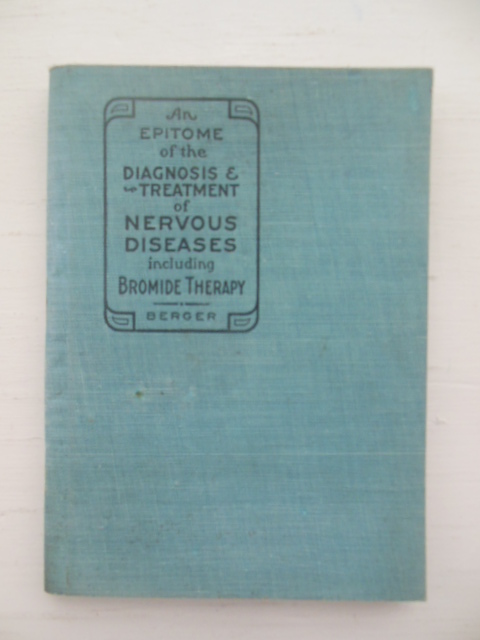 An
EPITOME
of the
DIAGNOSIS &
TREATMENT
of
NERVOUS
DISEASES
including
BROMIDE THERAPY
BERGER